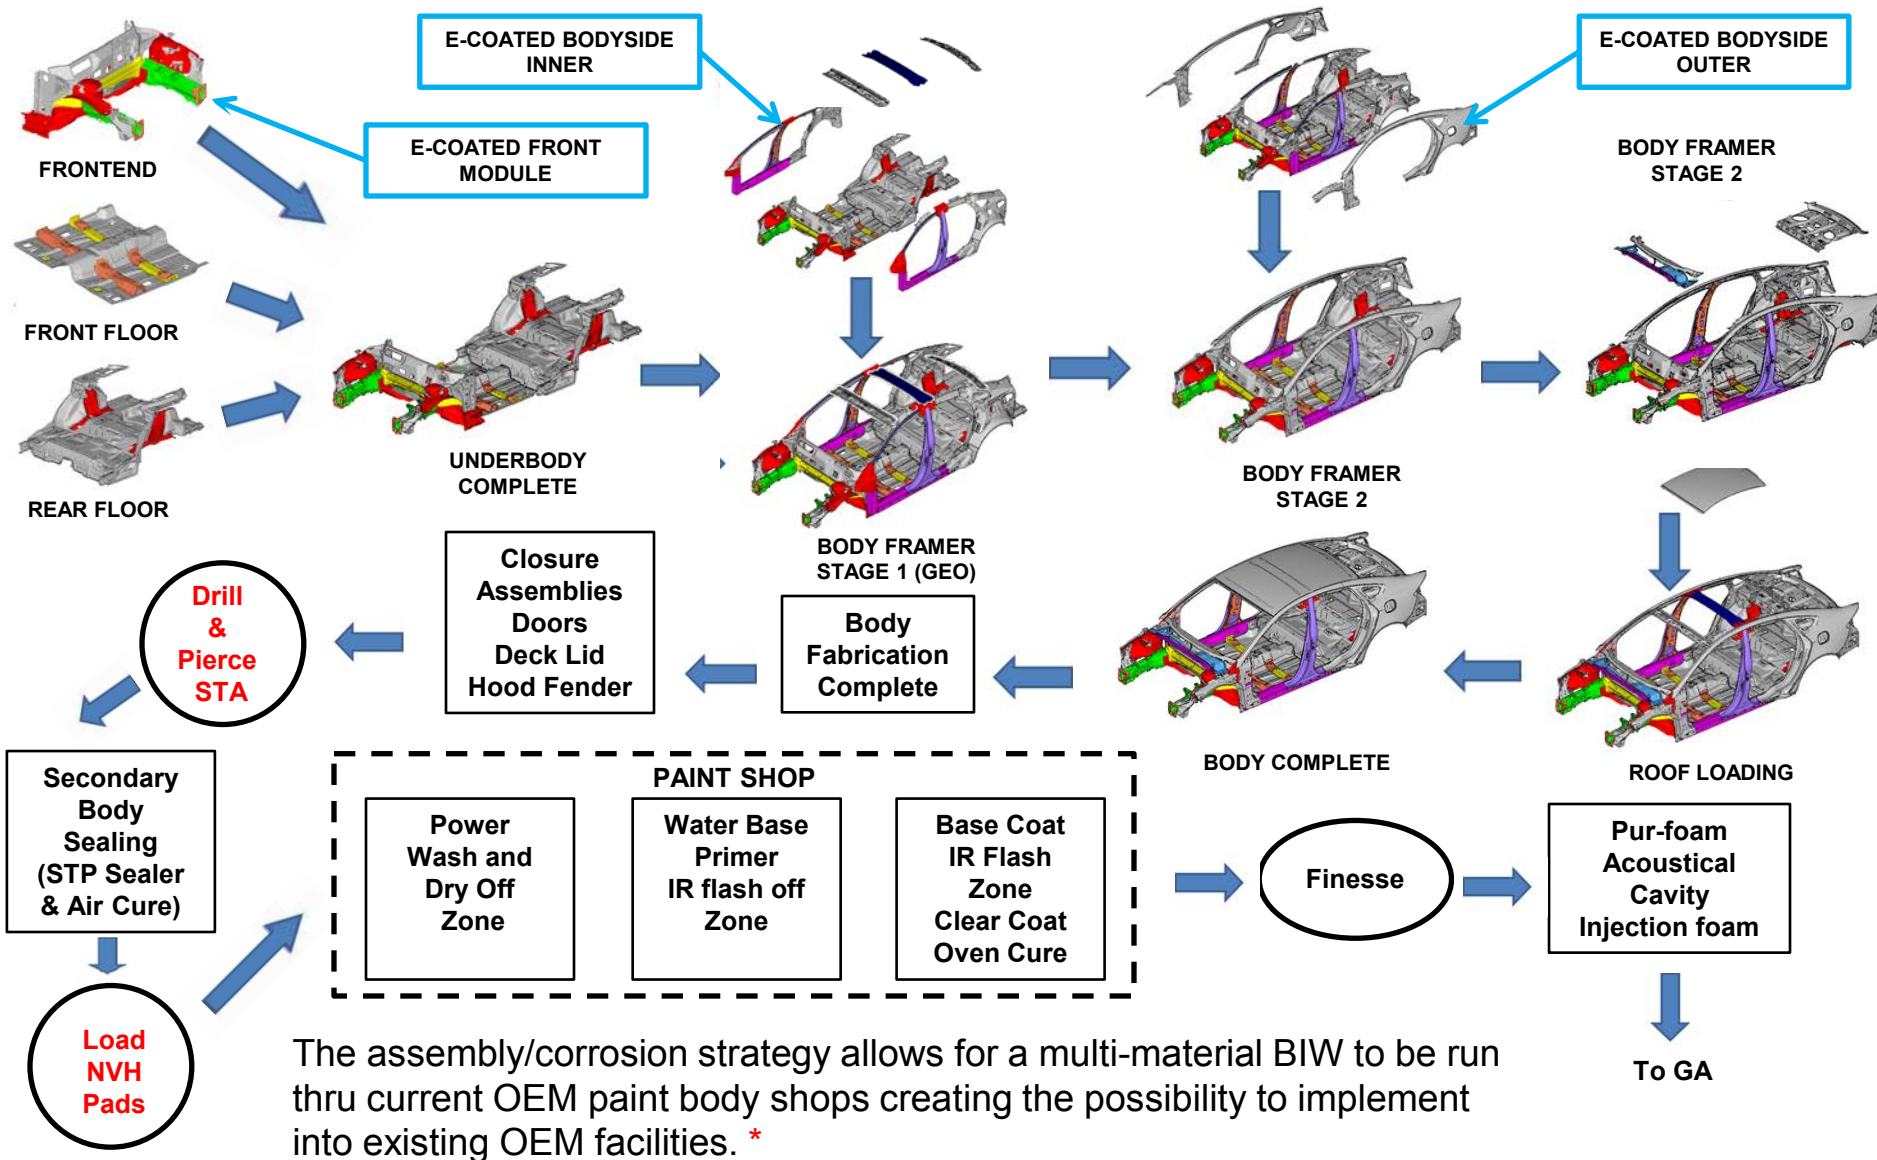 E-COATED BODYSIDE
INNER
E-COATED BODYSIDE
OUTER
E-COATED FRONT
MODULE
FRONTEND
BODY FRAMER
STAGE 2
FRONT FLOOR
REAR FLOOR
UNDERBODY
COMPLETE
BODY FRAMER
STAGE 1 (GEO)
BODY FRAMER
STAGE 2
Drill
&
Pierce
STA
Closure
Assemblies
Doors
Deck Lid
Hood Fender
Body
Fabrication
Complete
BODY COMPLETE
ROOF LOADING
Secondary
Body
Sealing
(STP Sealer
& Air Cure)
PAINT SHOP
Power
Wash and
Dry Off
Zone
Water Base
Primer
IR flash off
Zone
Base Coat
IR Flash
Zone
Clear Coat
Oven Cure
Finesse
Pur-foam
Acoustical
Cavity
Injection foam
Load
NVH
Pads
To GA
The assembly/corrosion strategy allows for a multi-material BIW to be run
thru current OEM paint body shops creating the possibility to implement
into existing OEM facilities. *